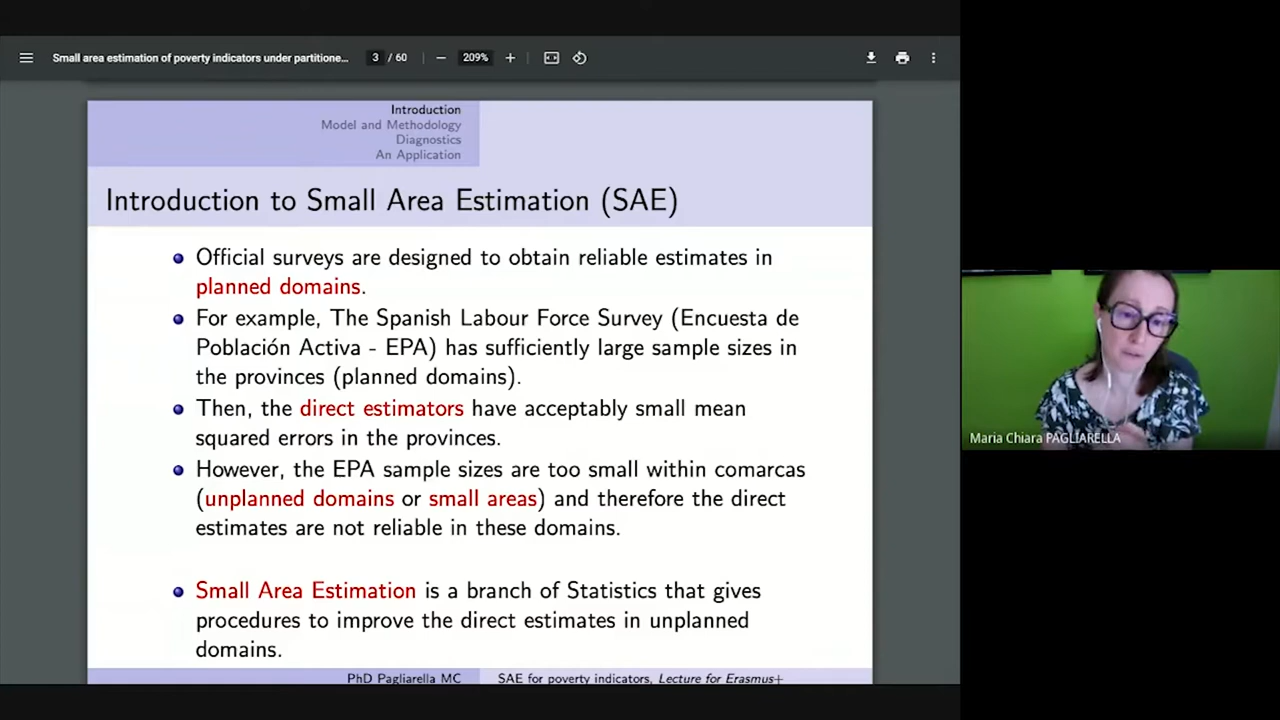 Small area estimation of poverty indicators under partitione...
3 / 60
209%
Introduction
Model and Methodology
Diagnostics
An Application
Introduction to Small Area Estimation (SAE)
Official surveys are designed to obtain reliable estimates in
planned domains.
For example, The Spanish Labour Force Survey (Encuesta de
Población Activa - EPA) has sufficiently large sample sizes in
the provinces (planned domains).
Then, the direct estimators have acceptably small mean
squared errors in the provinces.
However, the EPA sample sizes are too small within comarcas
(unplanned domains or small areas) and therefore the direct
estimates are not reliable in these domains.
Small Area Estimation is a branch of Statistics that gives
procedures to improve the direct estimates in unplanned
domains.
PhD Pagliarella MC
SAE for poverty indicators, Lecture for Erasmus+
Maria Chiara PAGLIARELLA